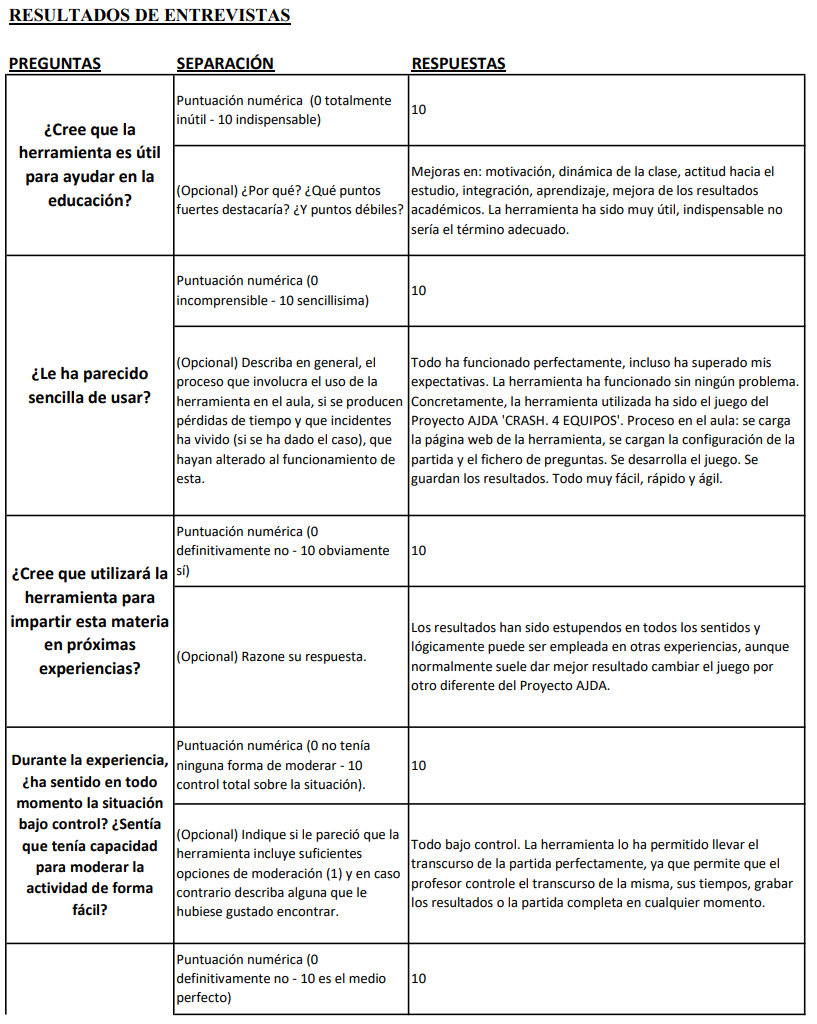 RESULTADOS DE ENTREVISTAS
PREGUNTAS
SEPARACIÓN
RESPUESTAS
¿Cree que la
herramienta es útil
para ayudar en la
educación?
Puntuación numérica (0 totalmente
inútil - 10 indispensable)
10
(Opcional) ¿Por qué? ¿Qué puntos
fuertes destacaría? ¿Y puntos débiles?
Mejoras en: motivación, dinámica de la clase, actitud hacia el
estudio, integración, aprendizaje, mejora de los resultados
académicos. La herramienta ha sido muy útil, indispensable no
sería el término adecuado.
¿Le ha parecido
sencilla de usar?
Puntuación numérica (0
incomprensible - 10 sencillisima)
10
(Opcional) Describa en general, el
proceso que involucra el uso de la
herramienta en el aula, si se producen
pérdidas de tiempo y que incidentes
ha vivido (si se ha dado el caso), que
hayan alterado al funcionamiento de
esta.
Todo ha funcionado perfectamente, incluso ha superado mis
expectativas. La herramienta ha funcionado sin ningún problema.
Concretamente, la herramienta utilizada ha sido el juego del
Proyecto AJDA 'CRASH. 4 EQUIPOS'. Proceso en el aula: se carga
la página web de la herramienta, se cargan la configuración de la
partida y el fichero de preguntas. Se desarrolla el juego. Se
guardan los resultados. Todo muy fácil, rápido y ágil.
¿Cree que utilizará la
herramienta para
impartir esta materia
en próximas
experiencias?
Puntuación numérica (0
definitivamente no - 10 obviamente
sí)
10
(Opcional) Razone su respuesta.
Los resultados han sido estupendos en todos los sentidos y
lógicamente puede ser empleada en otras experiencias, aunque
normalmente suele dar mejor resultado cambiar el juego por
otro diferente del Proyecto AJDA.
Durante la experiencia,
¿ha sentido en todo
momento la situación
bajo control? ¿Sentía
que tenía capacidad
para moderar la
actividad de forma
fácil?
Puntuación numérica (0 no tenía
ninguna forma de moderar - 10
control total sobre la situación).
10
(Opcional) Indique si le pareció que la
herramienta incluye suficientes
opciones de moderación (1) y en caso
contrario describa alguna que le
hubiese gustado encontrar.
Todo bajo control. La herramienta lo ha permitido llevar el
transcurso de la partida perfectamente, ya que permite que el
profesor controle el transcurso de la misma, sus tiempos, grabar
los resultados o la partida completa en cualquier momento.
Puntuación numérica (0
definitivamente no - 10 es el medio
perfecto)
10